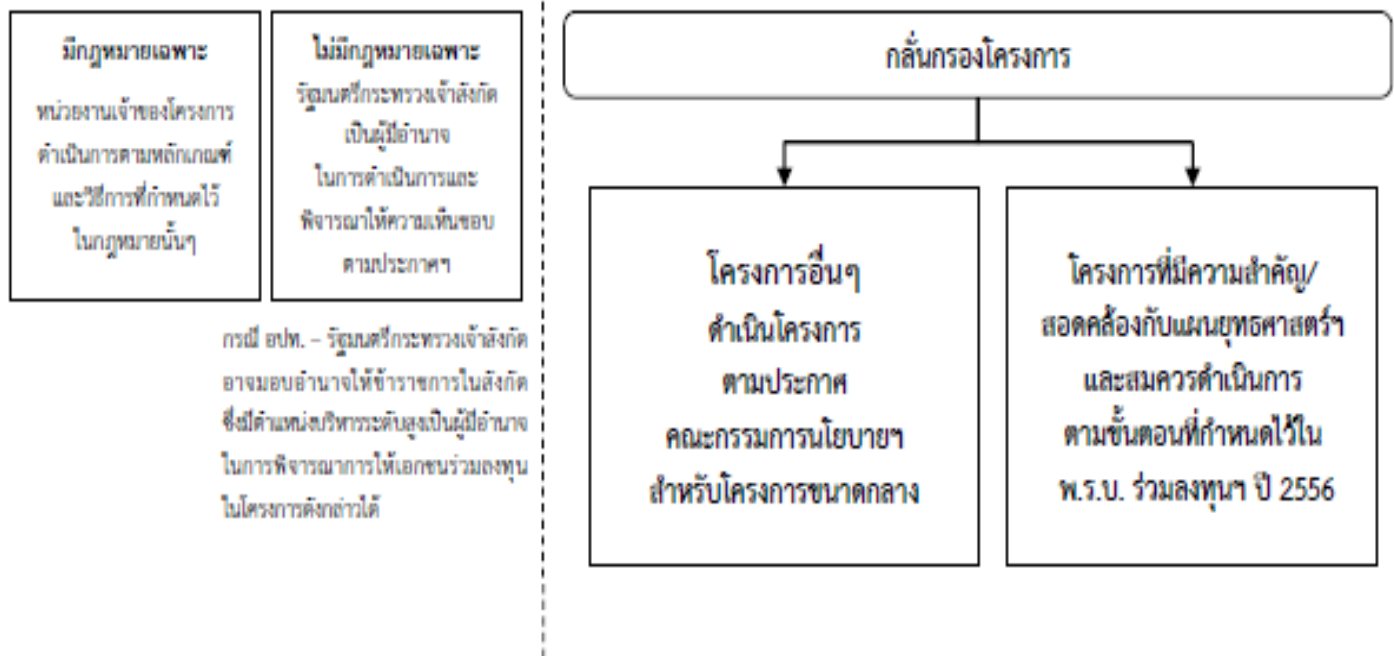 มีกฎหมายเฉพาะ
หน่วยงานเจ้าของโครงการ
ดำเนินการตามหลักเกณฑ์
และวิธีการที่กำหนดไว้
ในกฎหมายนั้นๆ
ไม่มีกฎหมายเฉพาะ
รัฐมนตรีกระทรวงเจ้าสังกัด
เป็นผู้มีอำนาจ
ในการดำเนินการและ
พิจารณาให้ความเห็นชอบ
ตามประกาศฯ
กรณี อปท. – รัฐมนตรีกระทรวงเจ้าสังกัด
อาจมอบอำนาจให้ข้าราชการในสังกัด
ซึ่งมีตำแหน่งบริหารระดับสูงเป็นผู้มีอำนาจ
ในการพิจารณาการให้เอกชนร่วมลงทุน
ในโครงการดังกล่าวได้
กลั่นกรองโครงการ
โครงการอื่นๆ
ดำเนินโครงการ
ตามประกาศ
คณะกรรมการนโยบายฯ
สำหรับโครงการขนาดกลาง
โครงการที่มีความสำคัญ/
สอดคล้องกับแผนยุทธศาสตร์ฯ
และสมควรดำเนินการ
ตามขั้นตอนที่กำหนดไว้ใน
พ.ร.บ. ร่วมลงทุนฯ ปี 2556